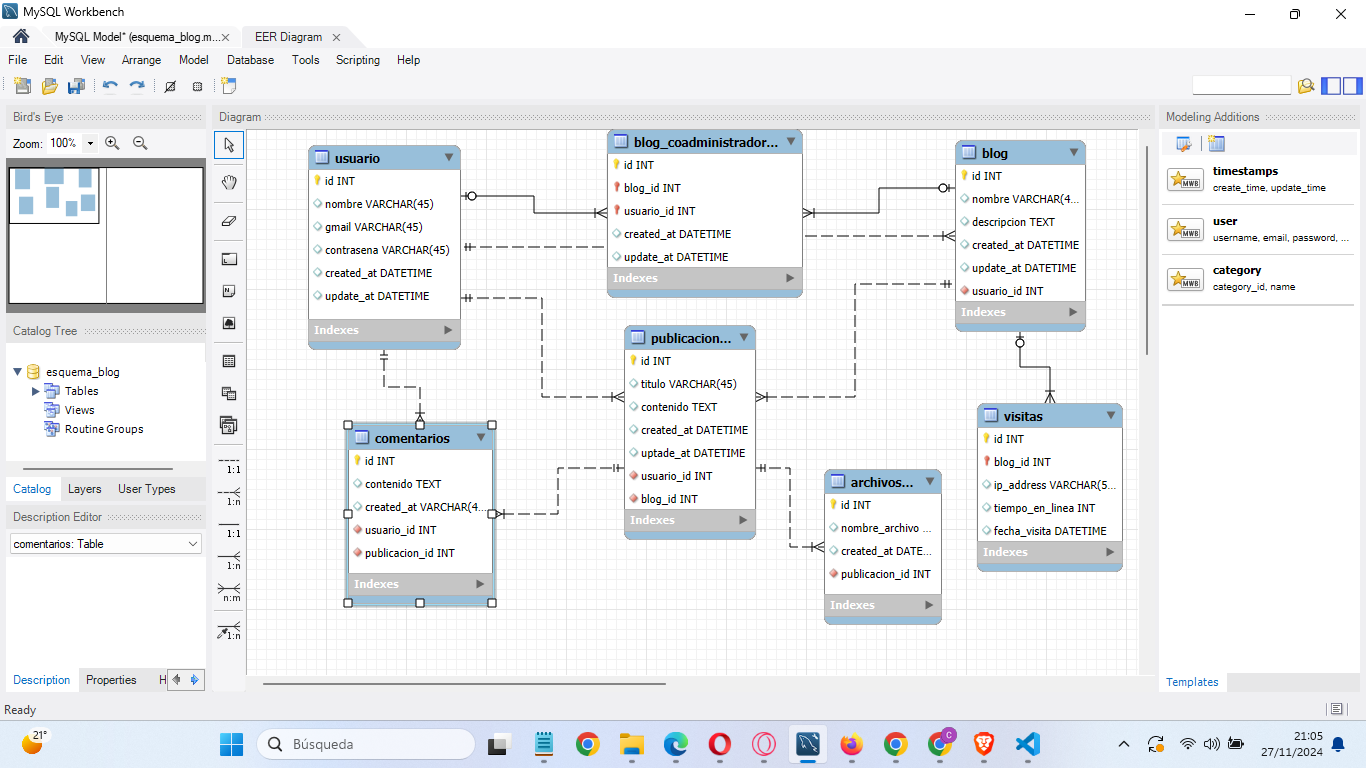 MySQL Workbench
MySQL Model* (esquema_blog.m...
EER Diagram
File Edit View Arrange Model Database Tools Scripting Help
Bird's Eye
Zoom: 100%
Catalog Tree
esquema_blog
Tables
Views
Routine Groups
Catalog Layers User Types
Description Editor
comentarios: Table
Description Properties H
Diagram
1:1
1:n
1:1
1:n
n:m
1:n
usuario
id INT
nombre VARCHAR(45)
gmail VARCHAR(45)
contrasena VARCHAR(45)
created_at DATETIME
update_at DATETIME
Indexes
blog_coadministrador...
id INT
blog_id INT
usuario_id INT
created_at DATETIME
update_at DATETIME
Indexes
blog
id INT
nombre VARCHAR(4...
descripcion TEXT
created_at DATETIME
update_at DATETIME
usuario_id INT
Indexes
publicacion...
id INT
titulo VARCHAR(45)
contenido TEXT
created_at DATETIME
uptade_at DATETIME
usuario_id INT
blog_id INT
Indexes
comentarios
id INT
contenido TEXT
created_at VARCHAR(4...
usuario_id INT
publicacion_id INT
Indexes
archivos...
id INT
nombre_archivo ...
created_at DATE...
publicacion_id INT
Indexes
visitas
id INT
blog_id INT
ip_address VARCHAR(5...
tiempo_en_linea INT
fecha_visita DATETIME
Indexes
Modeling Additions
timestamps
create_time, update_time
user
username, email, password, ...
category
category_id, name
MWB
MWB
MWB
Templates
Ready
21°
Búsqueda
C
21:05
27/11/2024